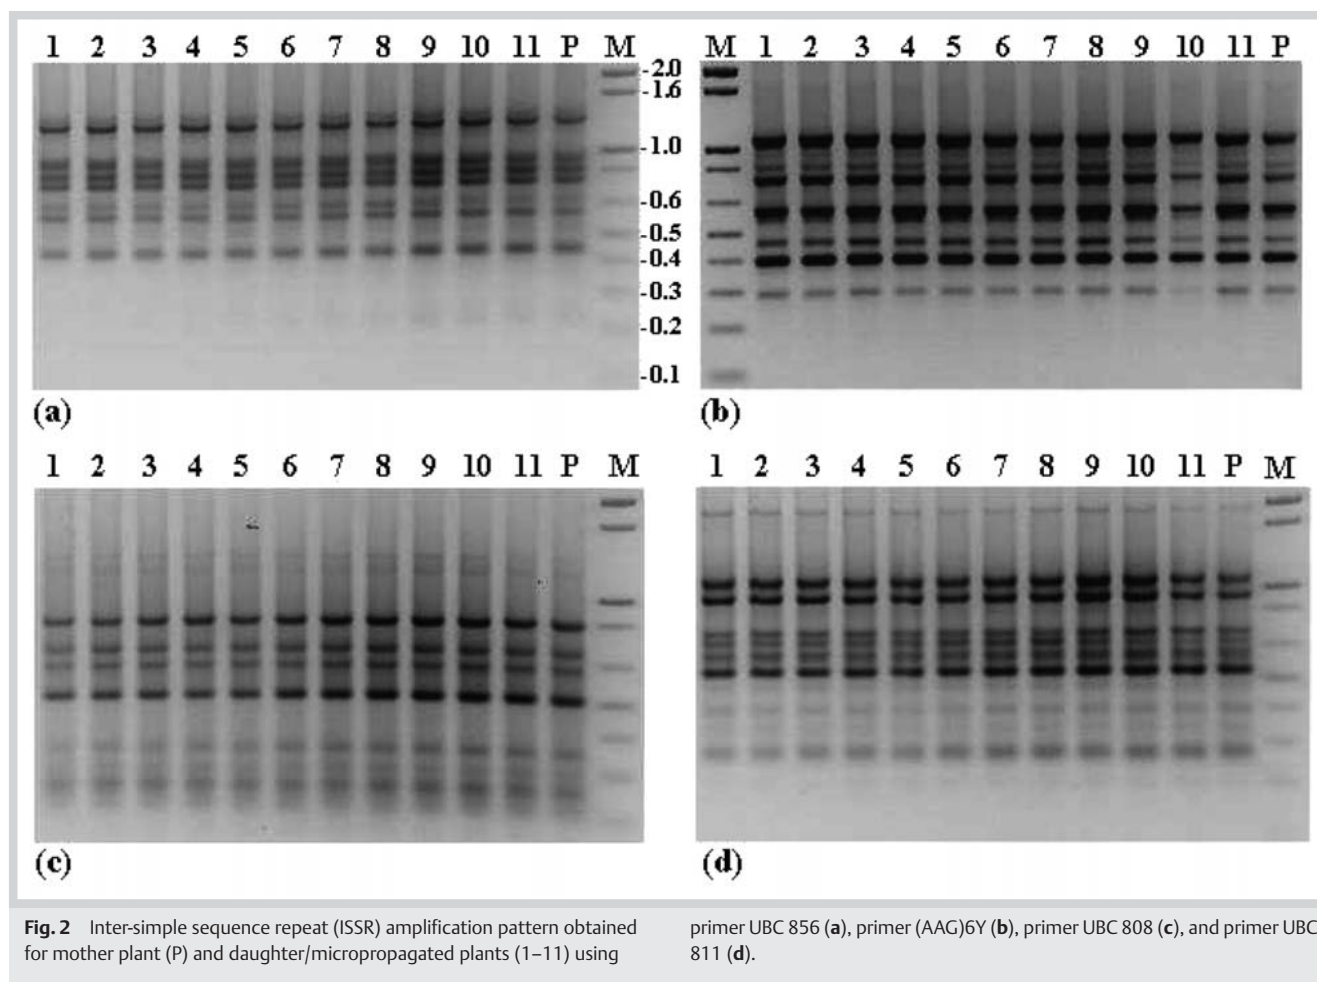 1 2 3 4 5 6 7 8 9 10 11 P M
-2.0
-1.6
-1.0
-0.6
-0.5
-0.4
-0.3
-0.2
-0.1
(a)
M 1 2 3 4 5 6 7 8 9 10 11 P
(b)
1 2 3 4 5 6 7 8 9 10 11 P M
(c)
1 2 3 4 5 6 7 8 9 10 11 P M
(d)
Fig. 2 Inter-simple sequence repeat (ISSR) amplification pattern obtained
for mother plant (P) and daughter/micropropagated plants (1–11) using
primer UBC 856 (a), primer (AAG)6Y (b), primer UBC 808 (c), and primer UBC
811 (d).